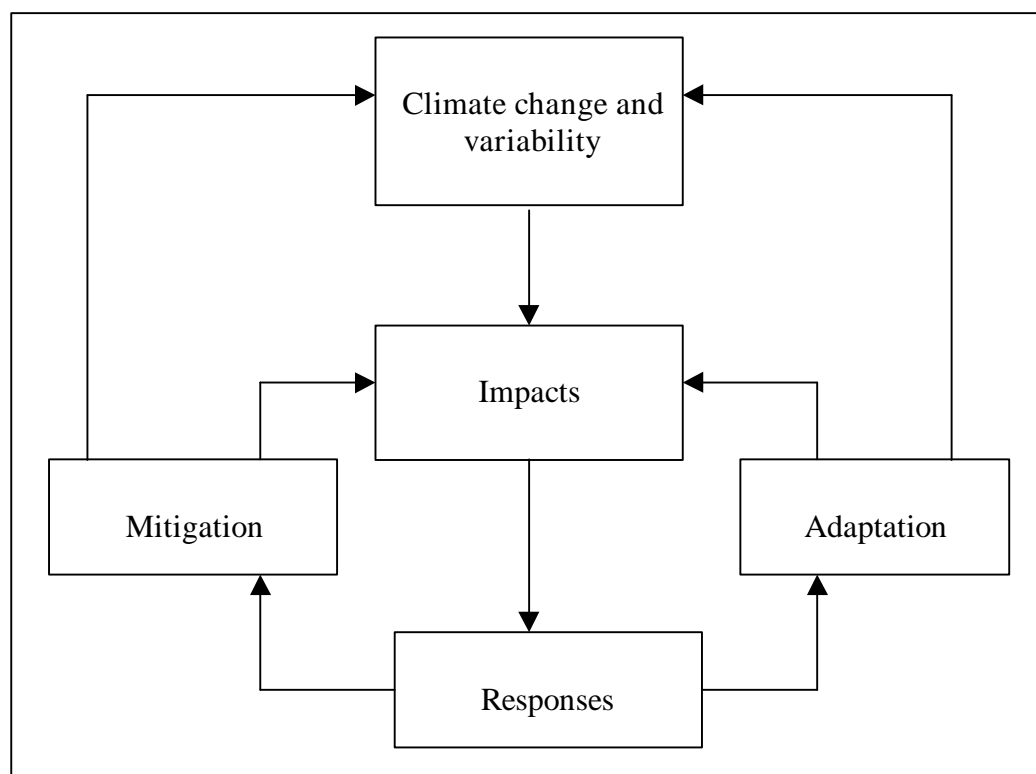 Climate change and
variability
Impacts
Mitigation
Adaptation
Responses